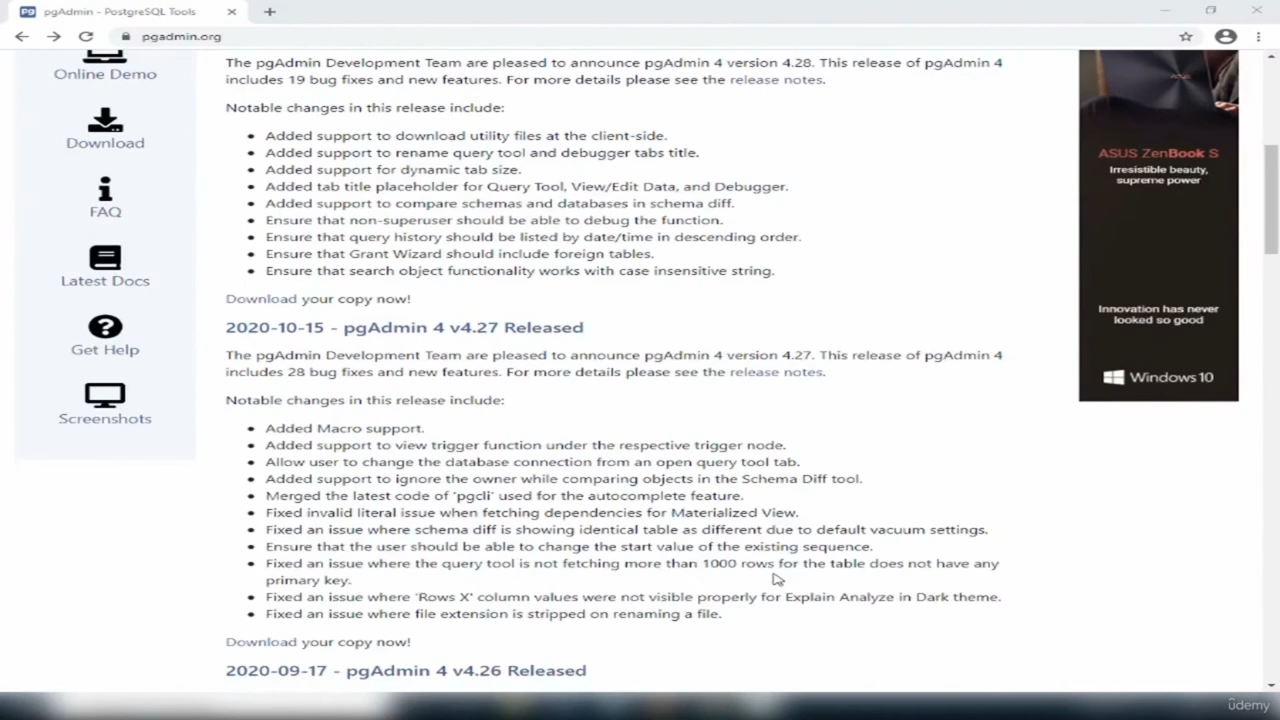 pgAdmin - PostgreSQL Tools
pgadmin.org
Online Demo
Download
FAQ
Latest Docs
Get Help
Screenshots
The pgAdmin Development Team are pleased to announce pgAdmin 4 version 4.28. This release of pgAdmin 4
includes 19 bug fixes and new features. For more details please see the release notes.
Notable changes in this release include:
Added support to download utility files at the client-side.
Added support to rename query tool and debugger tabs title.
Added support for dynamic tab size.
Added tab title placeholder for Query Tool, View/Edit Data, and Debugger.
Added support to compare schemas and databases in schema diff.
Ensure that non-superuser should be able to debug the function.
Ensure that query history should be listed by date/time in descending order.
Ensure that Grant Wizard should include foreign tables.
Ensure that search object functionality works with case insensitive string.
Download your copy now!
2020-10-15 - pgAdmin 4 v4.27 Released
The pgAdmin Development Team are pleased to announce pgAdmin 4 version 4.27. This release of pgAdmin 4
includes 28 bug fixes and new features. For more details please see the release notes.
Notable changes in this release include:
Added Macro support.
Added support to view trigger function under the respective trigger node.
Allow user to change the database connection from an open query tool tab.
Added support to ignore the owner while comparing objects in the Schema Diff tool.
Merged the latest code of 'pgcli' used for the autocomplete feature.
Fixed invalid literal issue when fetching dependencies for Materialized View.
Fixed an issue where schema diff is showing identical table as different due to default vacuum settings.
Ensure that the user should be able to change the start value of the existing sequence.
Fixed an issue where the query tool is not fetching more than 1000 rows for the table does not have any
primary key.
Fixed an issue where 'Rows X' column values were not visible properly for Explain Analyze in Dark theme.
Fixed an issue where file extension is stripped on renaming a file.
Download your copy now!
2020-09-17 - pgAdmin 4 v4.26 Released
ASUS ZenBook S
Irresistible beauty,
supreme power
Innovation has never
looked so good
Windows 10
ûdemy